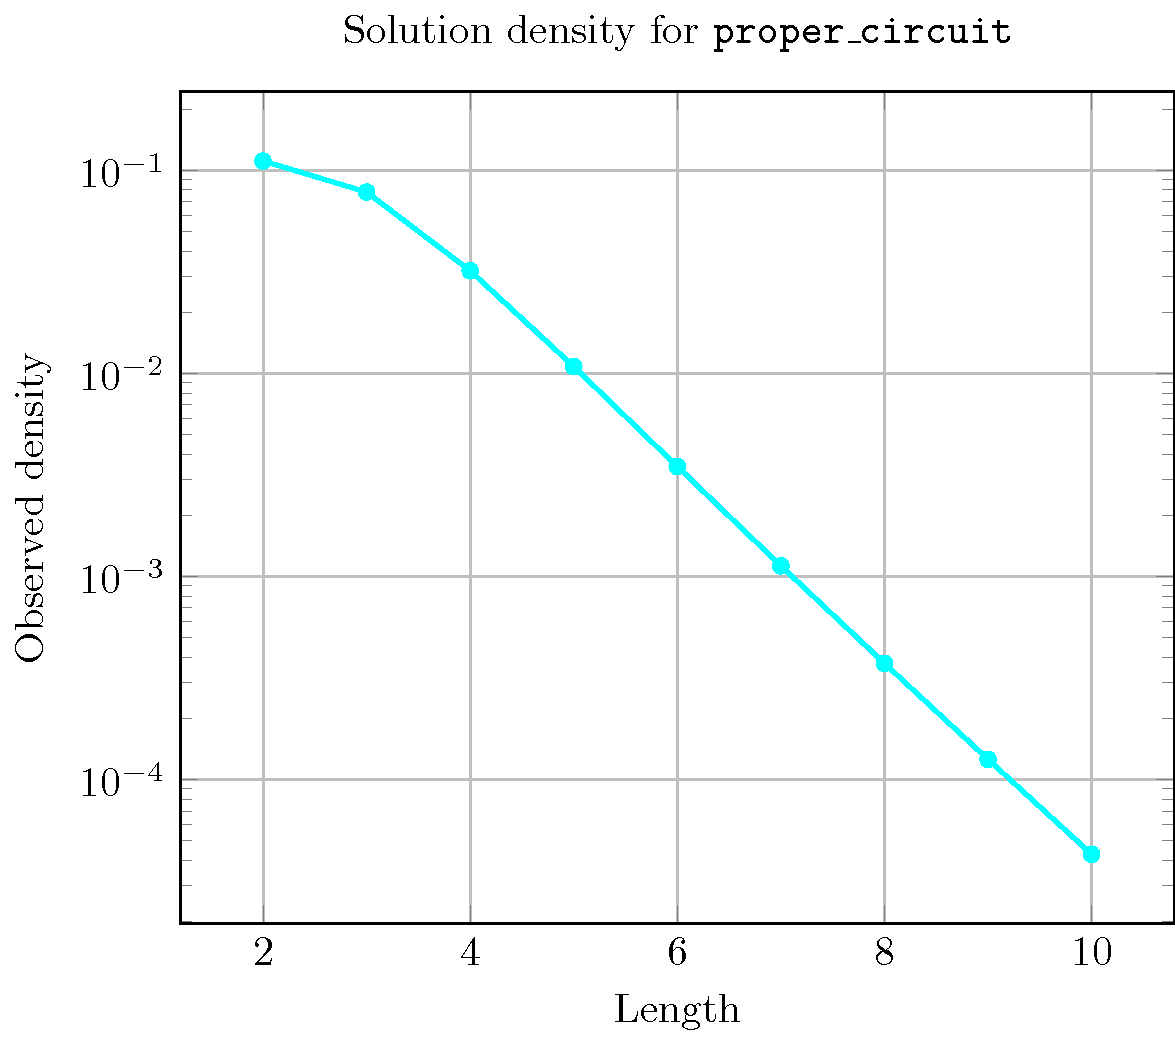 Solution density for proper_circuit
Observed density
10⁻¹
10⁻²
10⁻³
10⁻⁴
2 4 6 8 10
Length